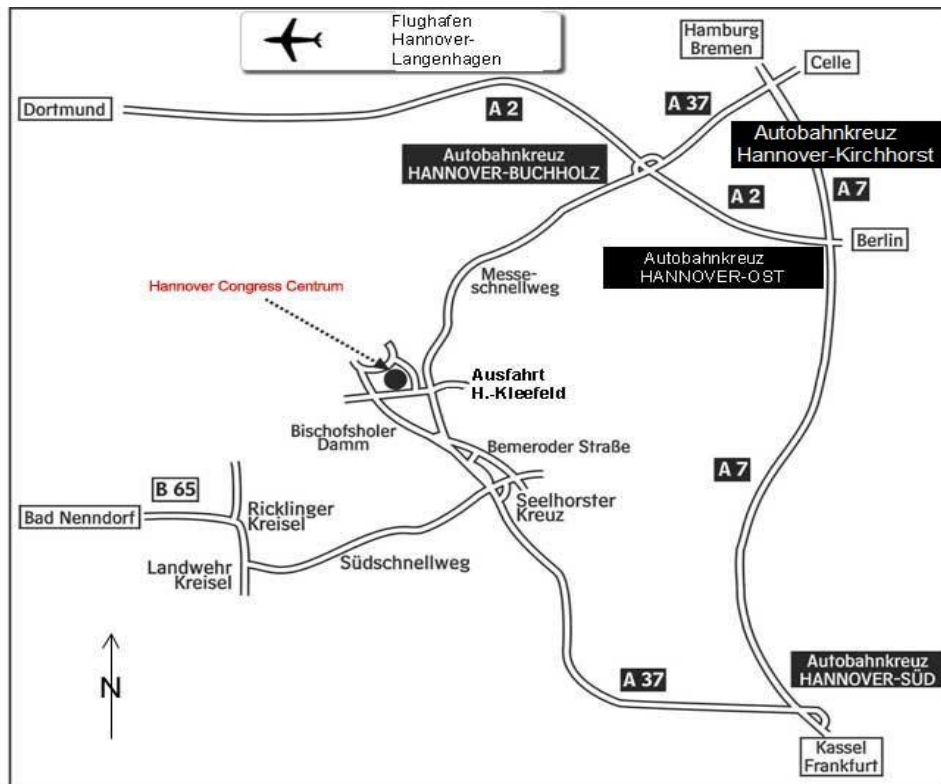 Flughafen
Hannover-
Langenhagen
Hamburg
Bremen
Celle
Dortmund
A 2
A 37
Autobahnkreuz
Hannover-Kirchhorst
Autobahnkreuz
HANNOVER-BUCHHOLZ
A 2
A 7
Berlin
Autobahnkreuz
HANNOVER-OST
Messe-
schnellweg
Hannover Congress Centrum
Ausfahrt
H.-Kleefeld
Bischofsholer
Damm
Bemeroder Straße
A 7
B 65
Bad Nenndorf
Ricklinger
Kreisel
Seelhorster
Kreuz
Landwehr
Kreisel
Südschnellweg
N
A 37
Autobahnkreuz
HANNOVER-SÜD
Kassel
Frankfurt